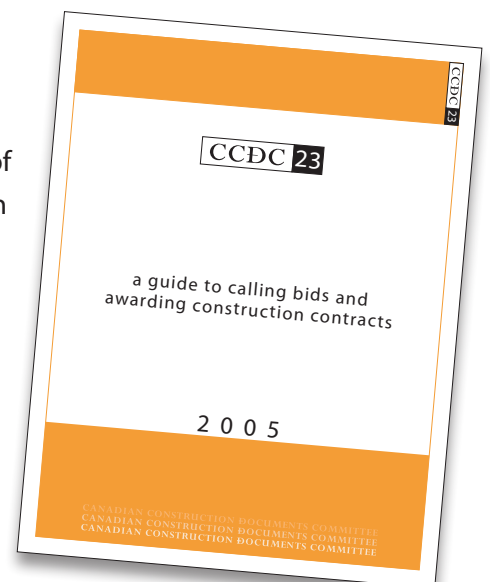 of
n
CCDC 23
CCDC 23
a guide to calling bids and
awarding construction contracts
2005
CANADIAN CONSTRUCTION DOCUMENTS COMMITTEE
CANADIAN CONSTRUCTION DOCUMENTS COMMITTEE
CANADIAN CONSTRUCTION DOCUMENTS COMMITTEE